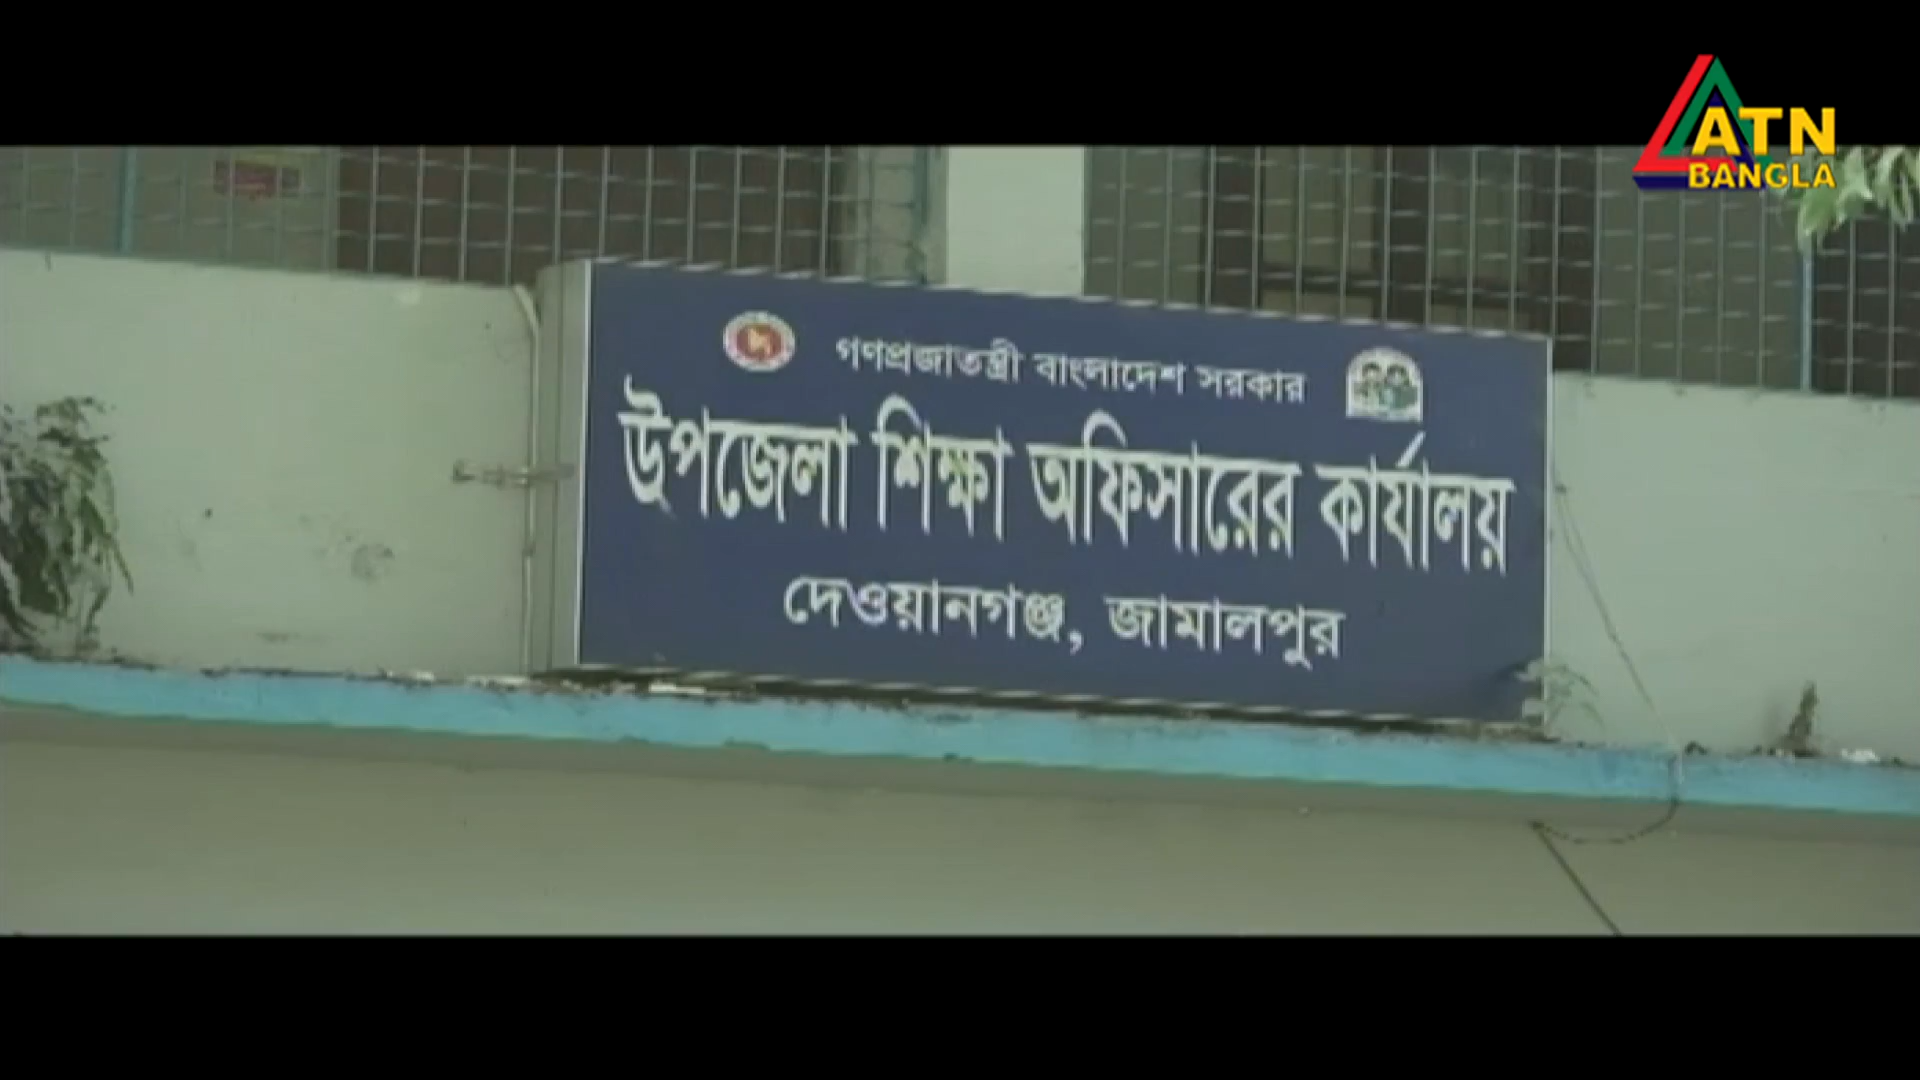 ATN
BANGLA
গণপ্রজাতন্ত্রী বাংলাদেশ সরকার
উপজেলা শিক্ষা অফিসারের কার্যালয়
দেওয়ানগঞ্জ, জামালপুর